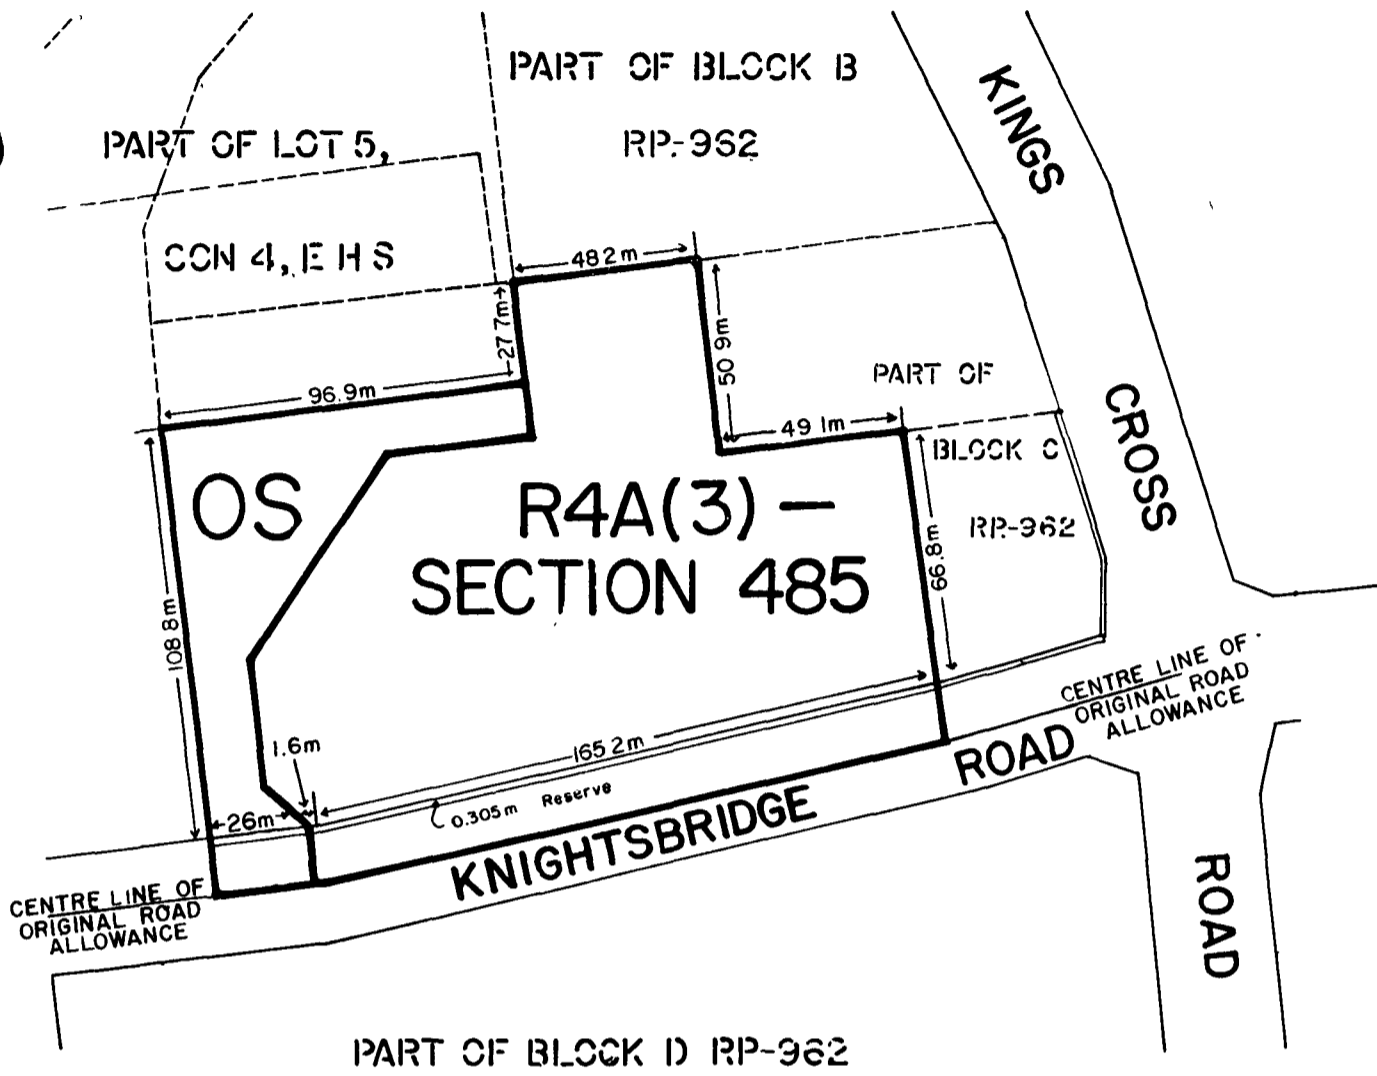 PART OF BLOCK B
RP-962
PART OF LOT 5,
CON 4, E H S
KINGS
CROSS
ROAD
48 2 m
27 7m
50 9m
96.9m
49 1m
PART OF
BLOCK C
RP-962
OS
R4A(3) —
SECTION 485
66.8m
108 8m
1.6m
165 2m
26m
0.305m Reserve
KNIGHTSBRIDGE ROAD
CENTRE LINE OF
ORIGINAL ROAD
ALLOWANCE
CENTRE LINE OF
ORIGINAL ROAD
ALLOWANCE
PART OF BLOCK D RP-962